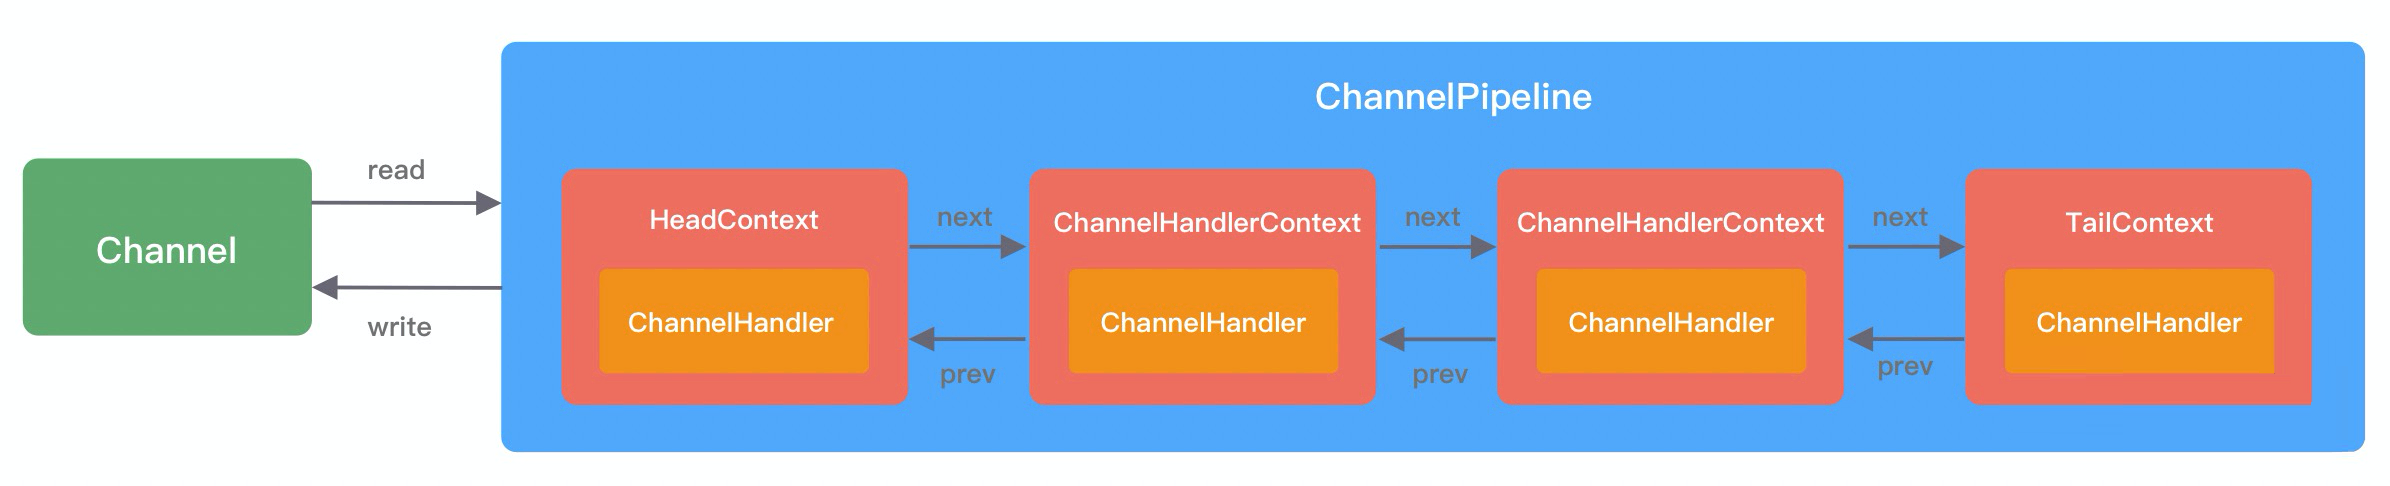 ChannelPipeline
read
Channel
write
HeadContext
ChannelHandler
next
prev
ChannelHandlerContext
ChannelHandler
next
prev
ChannelHandlerContext
ChannelHandler
next
prev
TailContext
ChannelHandler